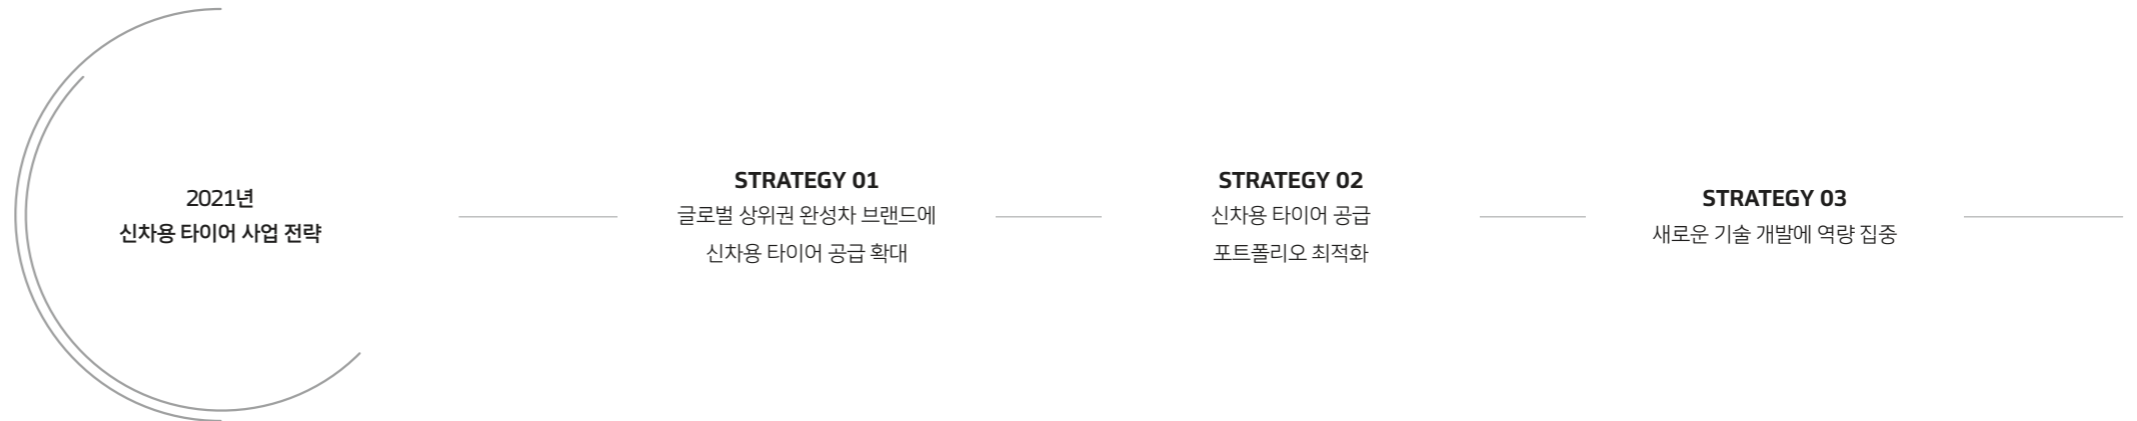 2021년
신차용 타이어 사업 전략
STRATEGY 01
글로벌 상위권 완성차 브랜드에
신차용 타이어 공급 확대
STRATEGY 02
신차용 타이어 공급
포트폴리오 최적화
STRATEGY 03
새로운 기술 개발에 역량 집중